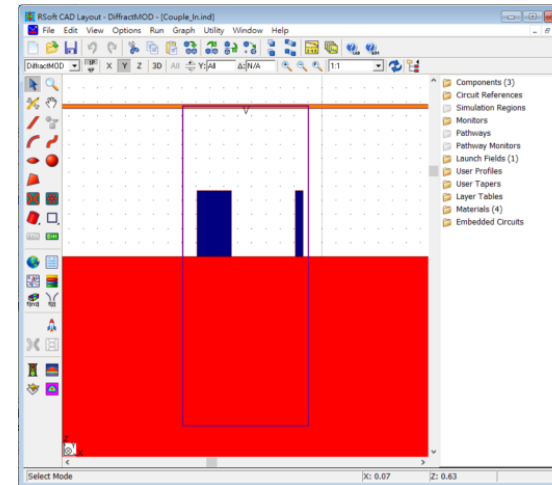 RSoft CAD Layout - DiffractMOD - [Couple_In.ind]
File Edit View Options Run Graph Utility Window Help
DiffractMOD X Y Z 3D All Y: All Δ: N/A 1:1
Components (3)
Circuit References
Simulation Regions
Monitors
Pathways
Pathway Monitors
Launch Fields (1)
User Profiles
User Tapers
Layer Tables
Materials (4)
Embedded Circuits
Z
Select Mode X: 0.07 Z: 0.63